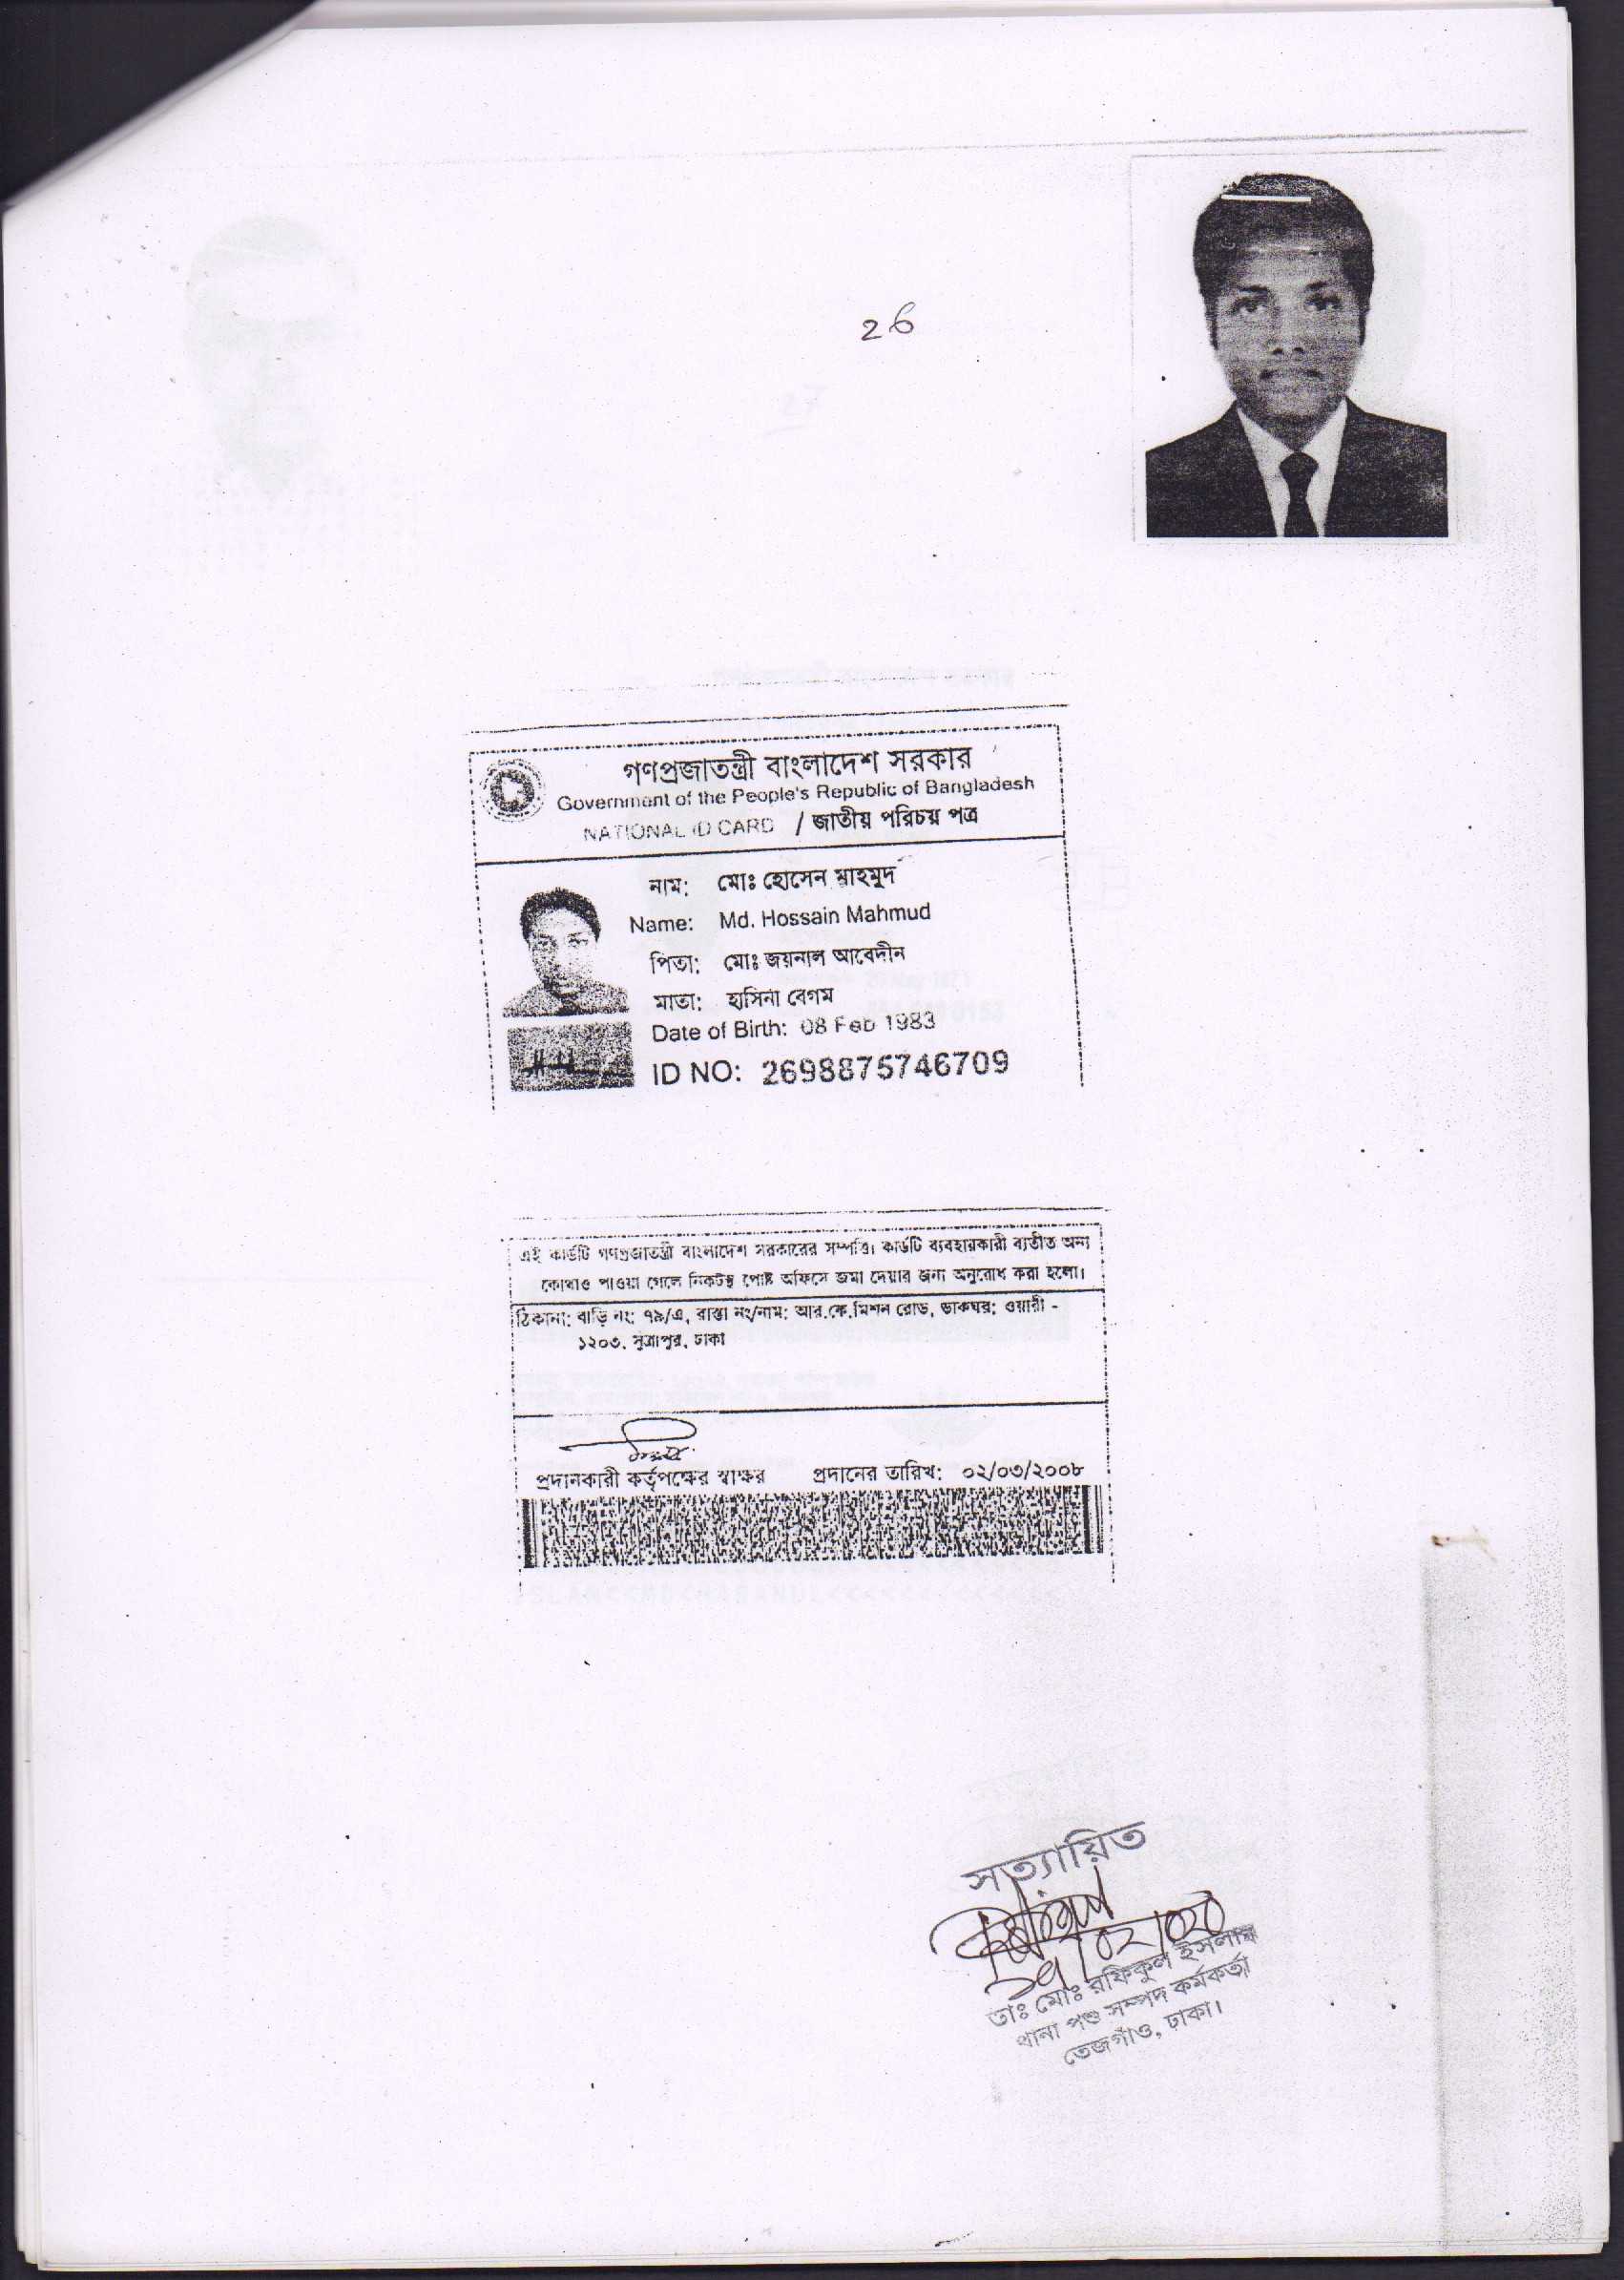 26
গণপ্রজাতন্ত্রী বাংলাদেশ সরকার
Government of the People's Republic of Bangladesh
NATIONAL ID CARD / জাতীয় পরিচয় পত্র
নাম: মোঃ হোসেন মাহমুদ
Name: Md. Hossain Mahmud
পিতা: মোঃ জয়নাল আবেদীন
মাতা: হাসিনা বেগম
Date of Birth: 08 Feb 1983
ID NO: 2698875746709
এই কার্ডটি গণপ্রজাতন্ত্রী বাংলাদেশ সরকারের সম্পত্তি। কার্ডটি ব্যবহারকারী ব্যতীত অন্য
কোথাও পাওয়া গেলে নিকটস্থ পোষ্ট অফিসে জমা দেয়ার জন্য অনুরোধ করা হলো।
ঠিকানা: বাড়ি নং: ৭৯/এ, রাস্তা নং/নাম: আর.কে.মিশন রোড, ডাকঘর: ওয়ারী -
১২০৩, সুত্রাপুর, ঢাকা
প্রদানকারী কর্তৃপক্ষের স্বাক্ষর প্রদানের তারিখ: ০২/০৩/২০০৮
সত্যায়িত
ডাঃ মোঃ রফিকুল ইসলাম
থানা পশু সম্পদ কর্মকর্তা
তেজগাঁও, ঢাকা।